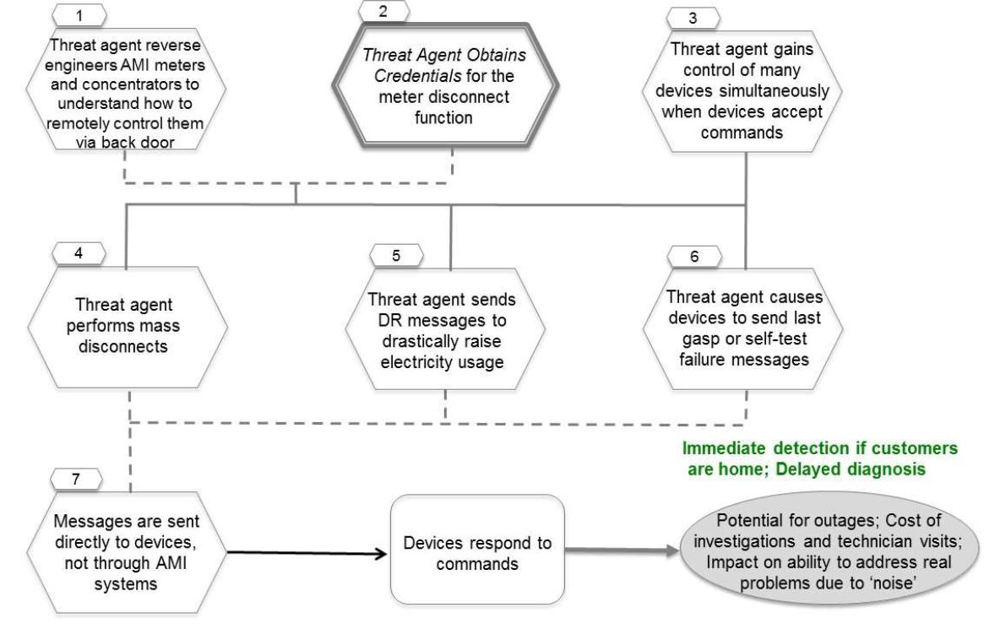 1
Threat agent reverse
engineers AMI meters
and concentrators to
understand how to
remotely control them
via back door
2
Threat Agent Obtains
Credentials for the
meter disconnect
function
3
Threat agent gains
control of many
devices simultaneously
when devices accept
commands
4
Threat agent
performs mass
disconnects
5
Threat agent sends
DR messages to
drastically raise
electricity usage
6
Threat agent causes
devices to send last
gasp or self-test
failure messages
7
Messages are sent
directly to devices,
not through AMI
systems
Devices respond to
commands
Immediate detection if customers
are home; Delayed diagnosis
Potential for outages; Cost of
investigations and technician visits;
Impact on ability to address real
problems due to ‘noise’